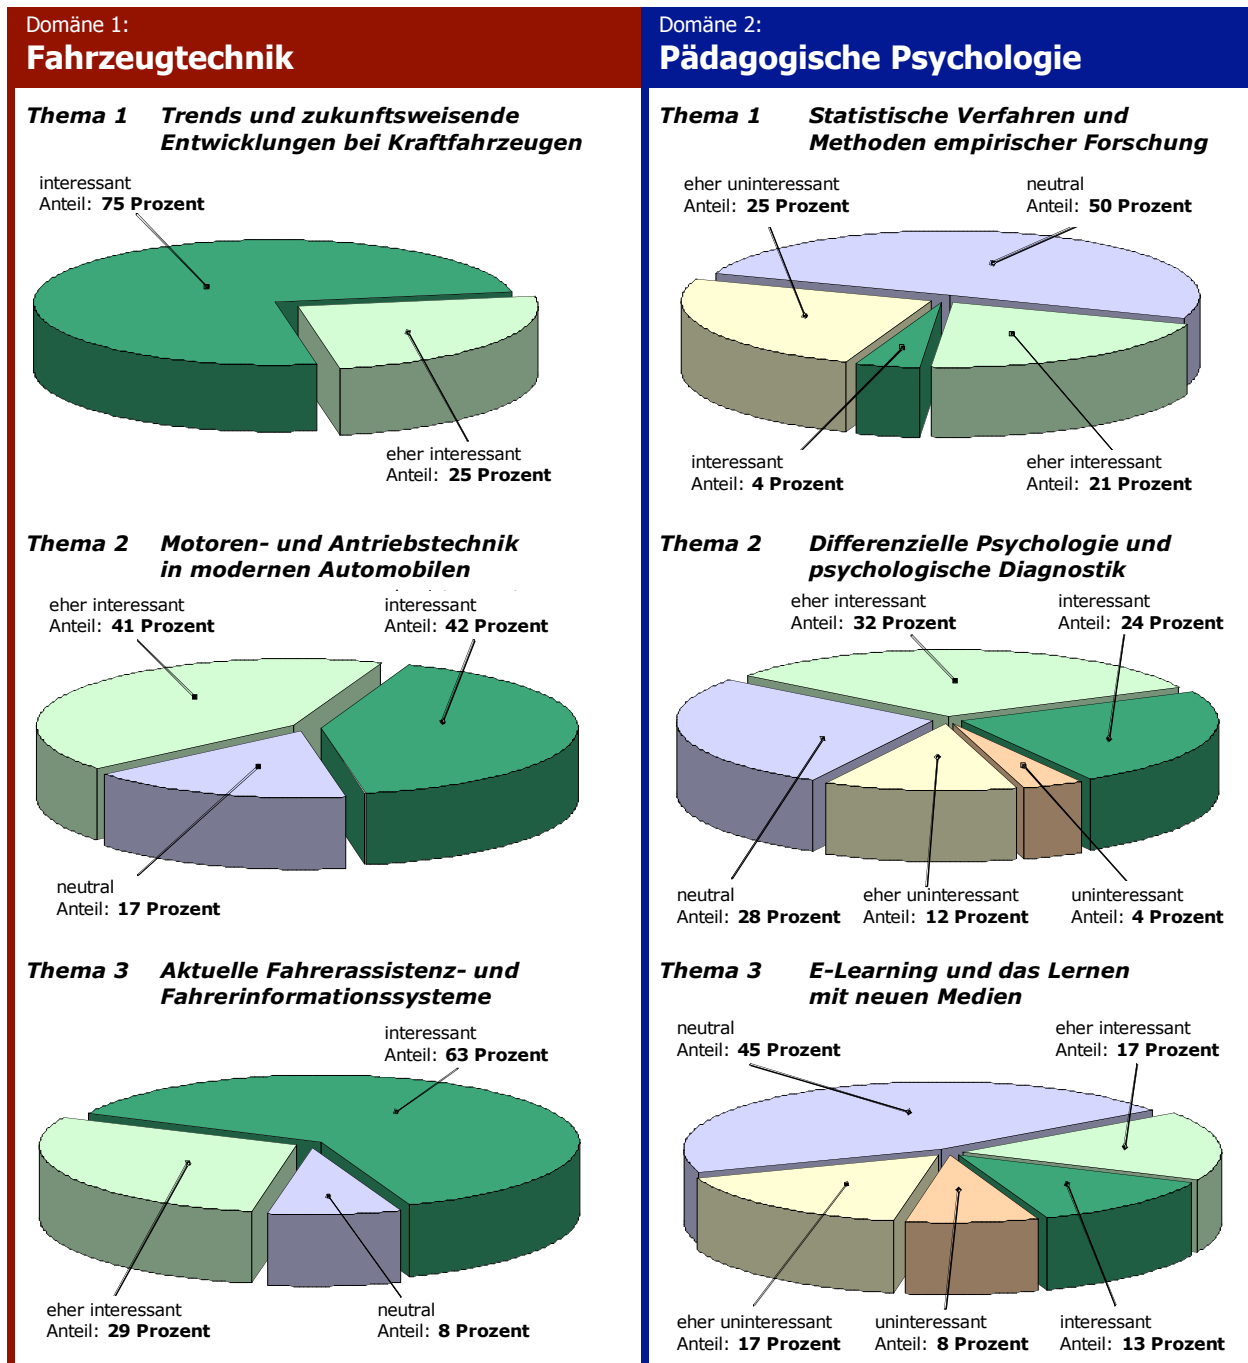 Domäne 1:
Fahrzeugtechnik
Thema 1 Trends und zukunftsweisende
Entwicklungen bei Kraftfahrzeugen
interessant
Anteil: 75 Prozent
eher interessant
Anteil: 25 Prozent
Thema 2 Motoren- und Antriebstechnik
in modernen Automobilen
eher interessant
Anteil: 41 Prozent
interessant
Anteil: 42 Prozent
neutral
Anteil: 17 Prozent
Thema 3 Aktuelle Fahrerassistenz- und
Fahrerinformationssysteme
interessant
Anteil: 63 Prozent
eher interessant
Anteil: 29 Prozent
neutral
Anteil: 8 Prozent
Domäne 2:
Pädagogische Psychologie
Thema 1 Statistische Verfahren und
Methoden empirischer Forschung
eher uninteressant
Anteil: 25 Prozent
neutral
Anteil: 50 Prozent
interessant
Anteil: 4 Prozent
eher interessant
Anteil: 21 Prozent
Thema 2 Differenzielle Psychologie und
psychologische Diagnostik
eher interessant
Anteil: 32 Prozent
interessant
Anteil: 24 Prozent
neutral
Anteil: 28 Prozent
eher uninteressant
Anteil: 12 Prozent
uninteressant
Anteil: 4 Prozent
Thema 3 E-Learning und das Lernen
mit neuen Medien
neutral
Anteil: 45 Prozent
eher interessant
Anteil: 17 Prozent
eher uninteressant
Anteil: 17 Prozent
uninteressant
Anteil: 8 Prozent
interessant
Anteil: 13 Prozent